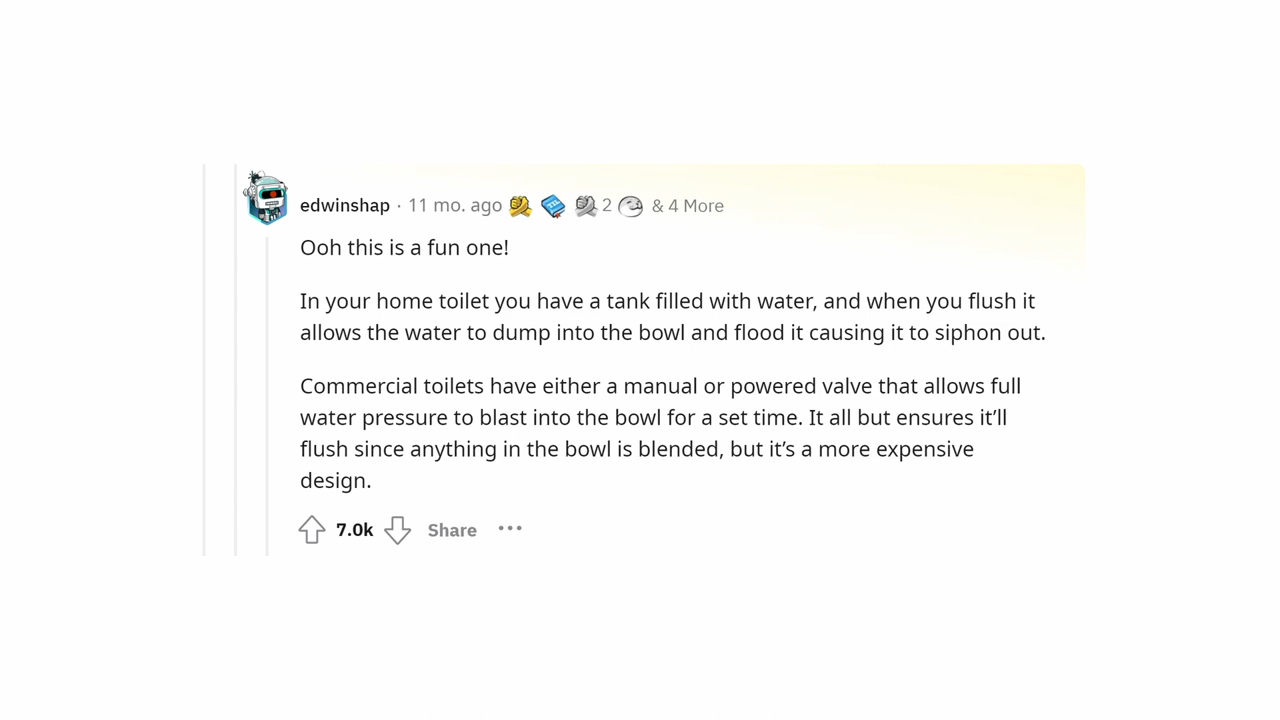 edwinshap · 11 mo. ago 2 & 4 More
Ooh this is a fun one!
In your home toilet you have a tank filled with water, and when you flush it
allows the water to dump into the bowl and flood it causing it to siphon out.
Commercial toilets have either a manual or powered valve that allows full
water pressure to blast into the bowl for a set time. It all but ensures it’ll
flush since anything in the bowl is blended, but it’s a more expensive
design.
7.0k Share ···